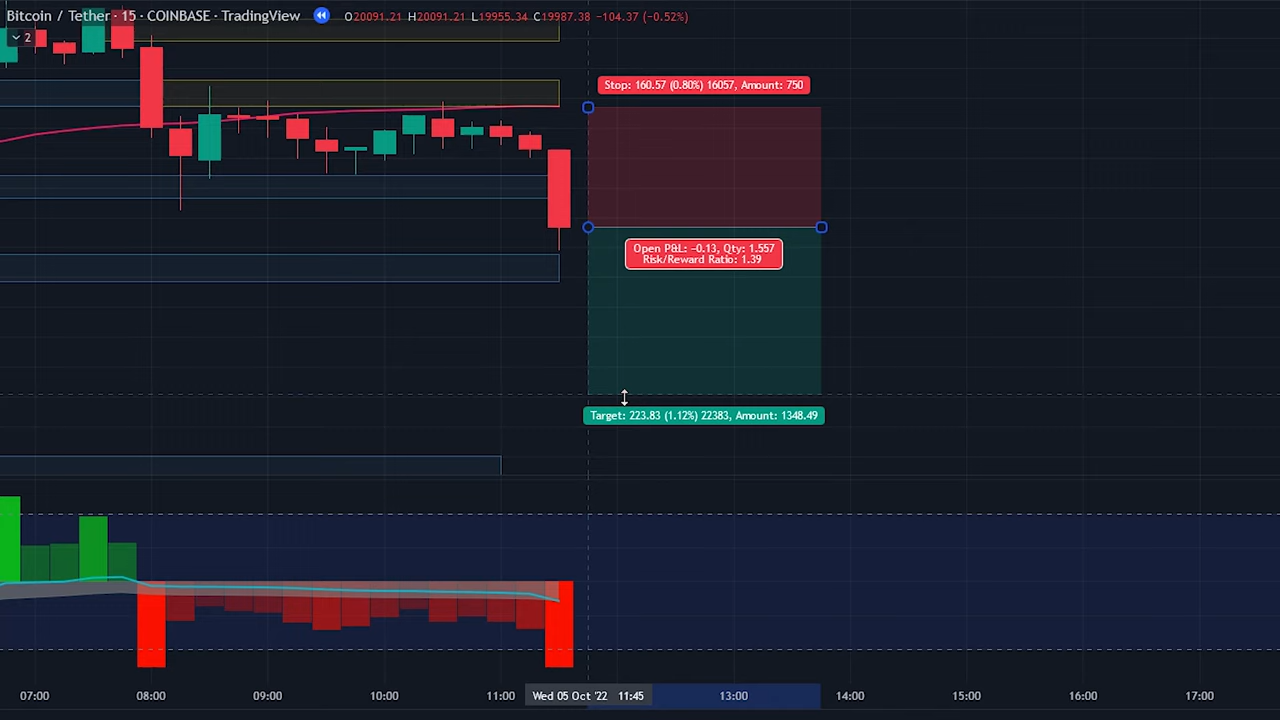 Bitcoin / Tether · 15 · COINBASE · TradingView O20091.21 H20091.21 L19955.34 C19987.38 −104.37 (−0.52%)
2
Stop: 160.57 (0.80%) 16057, Amount: 750
Open P&L: −0.13, Qty: 1.557
Risk/Reward Ratio: 1.39
Target: 223.83 (1.12%) 22383, Amount: 1348.49
07:00 08:00 09:00 10:00 11:00 Wed 05 Oct '22 11:45 13:00 14:00 15:00 16:00 17:00